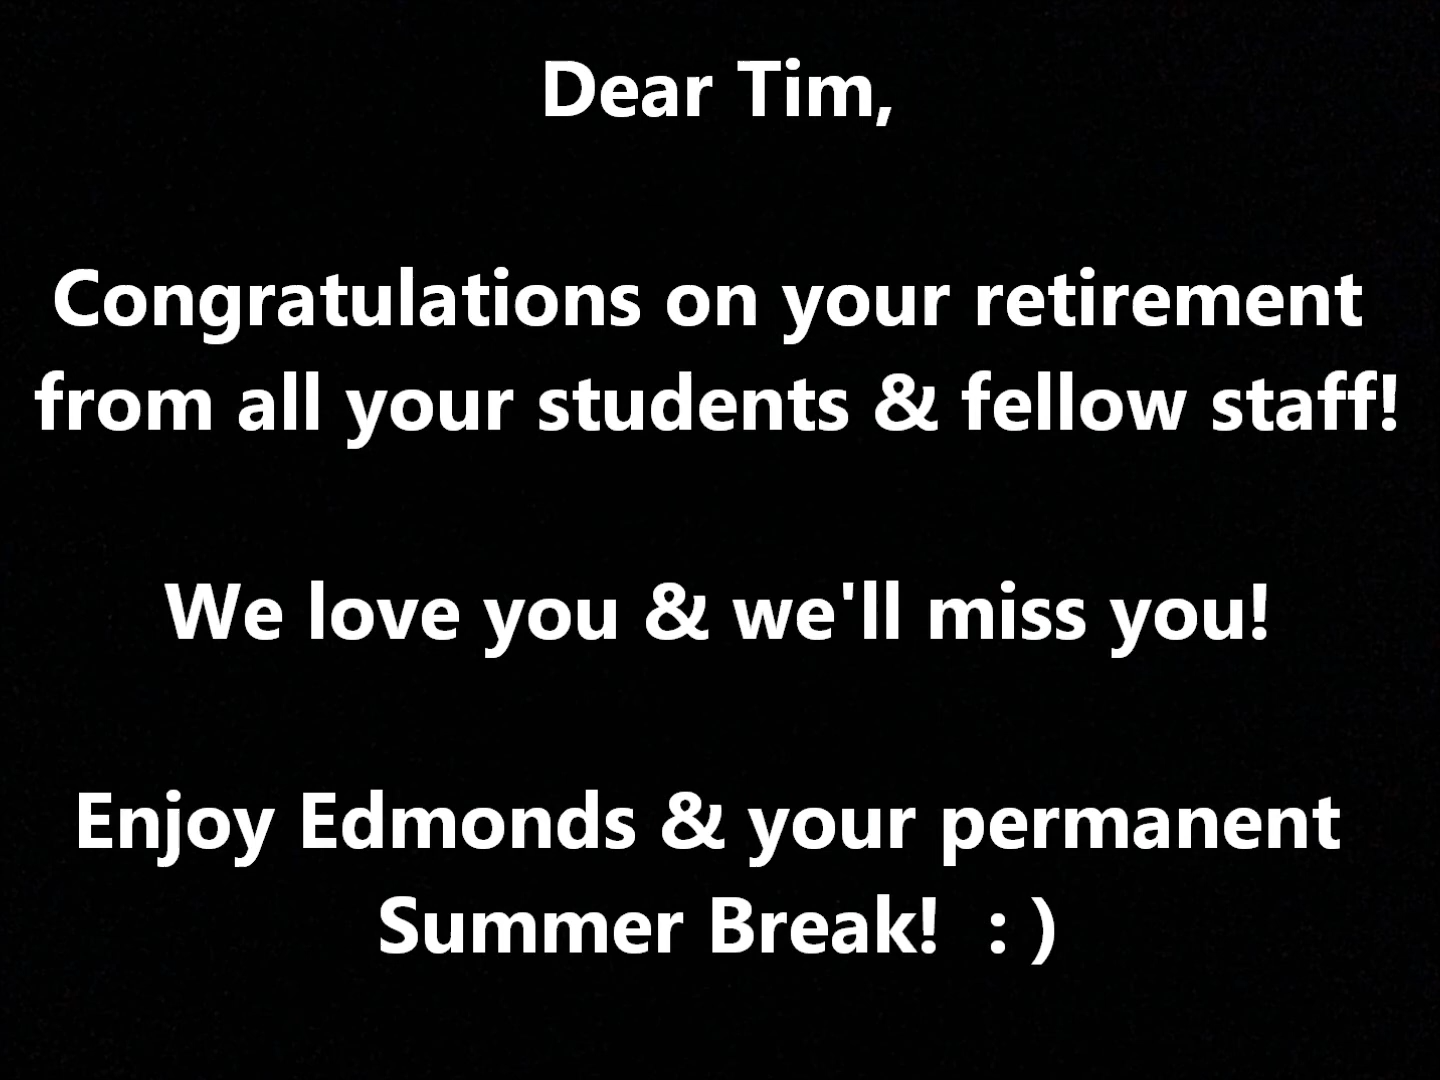 Dear Tim,
Congratulations on your retirement
from all your students & fellow staff!
We love you & we'll miss you!
Enjoy Edmonds & your permanent
Summer Break!  : )